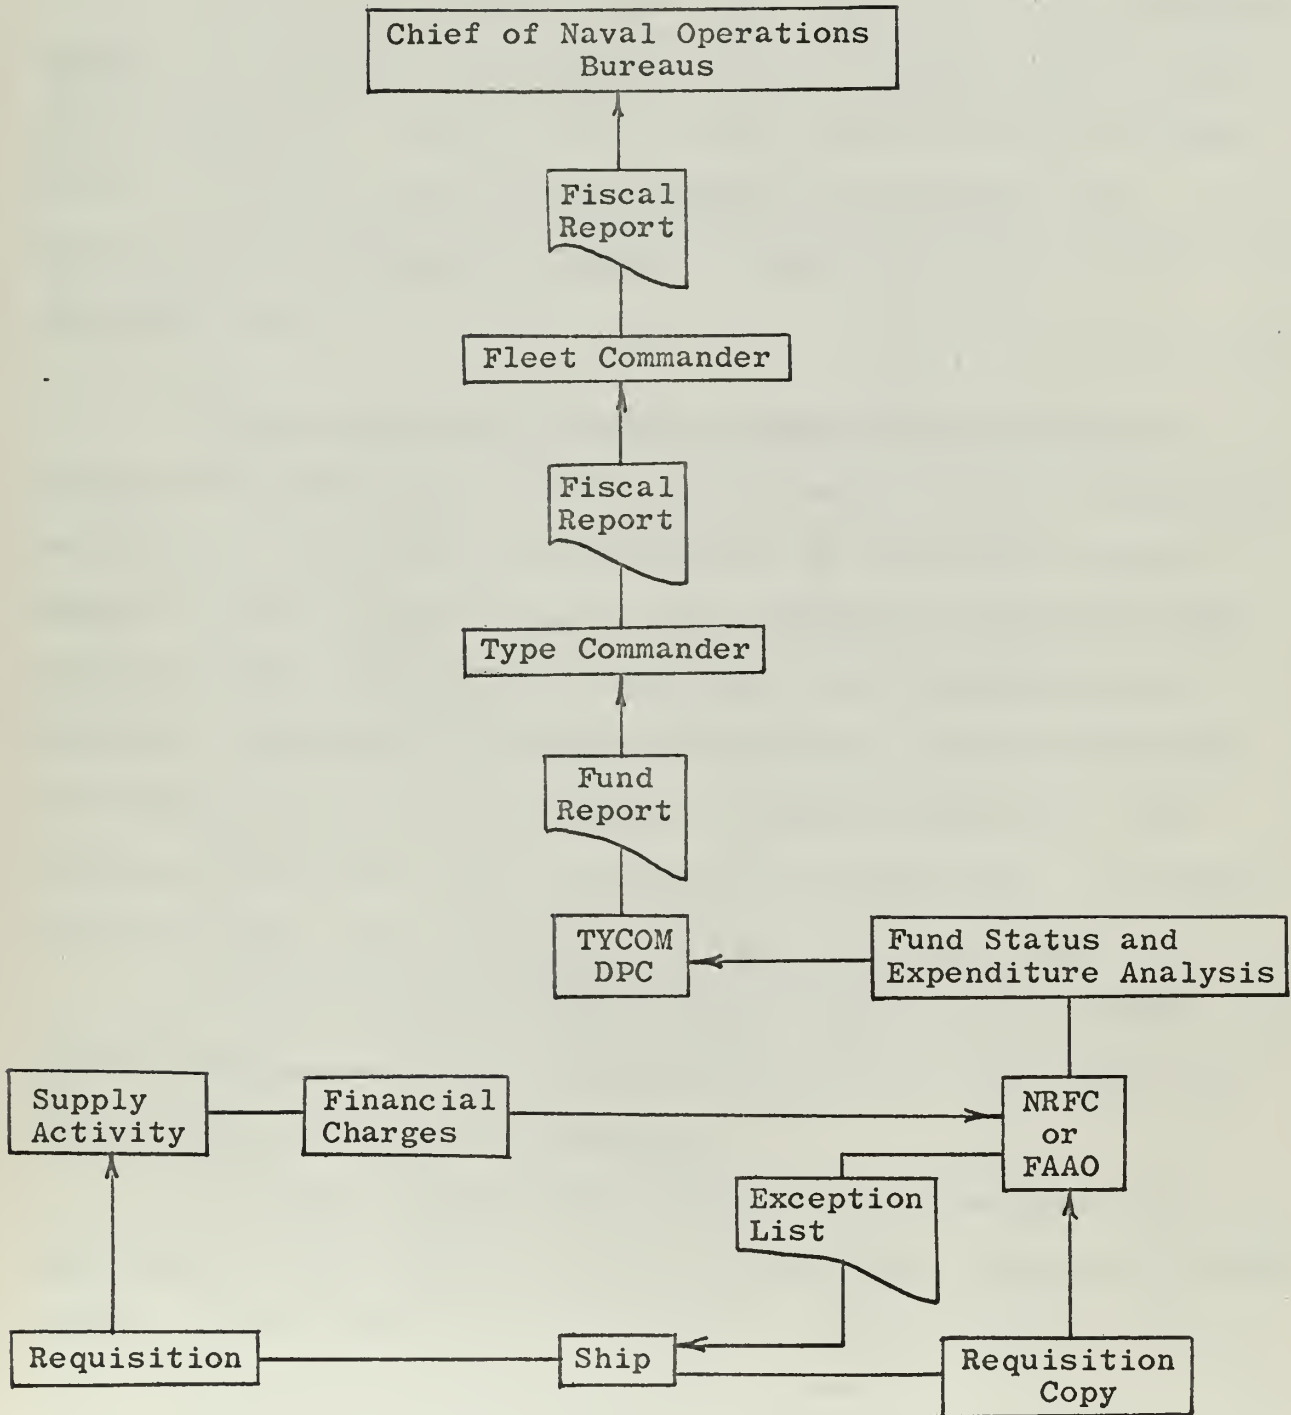 Chief of Naval Operations
Bureaus
Fiscal
Report
Fleet Commander
Fiscal
Report
Type Commander
Fund
Report
TYCOM
DPC
Fund Status and
Expenditure Analysis
Supply
Activity
Financial
Charges
NRFC
or
FAAO
Exception
List
Requisition
Ship
Requisition
Copy